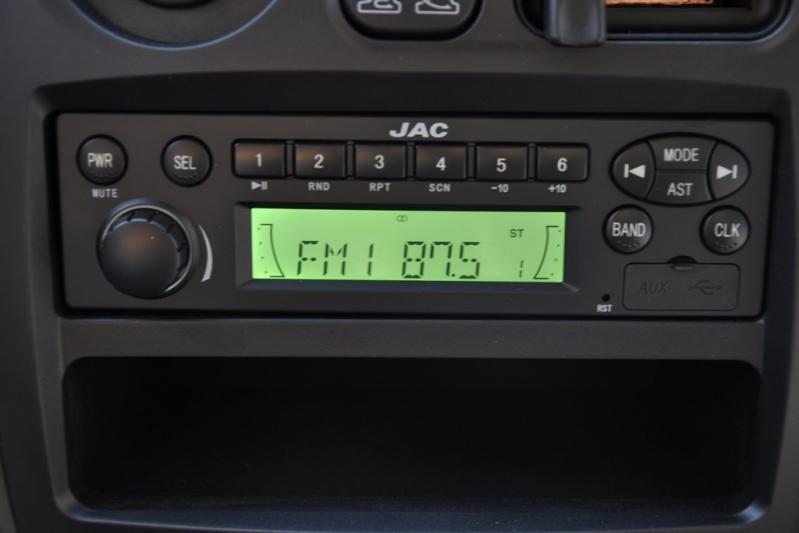 JAC
PWR SEL 1 2 3 4 5 6 MODE
MUTE RND RPT SCN -10 +10 AST
ST BAND CLK
FM1 87.5 1
AUX
RST